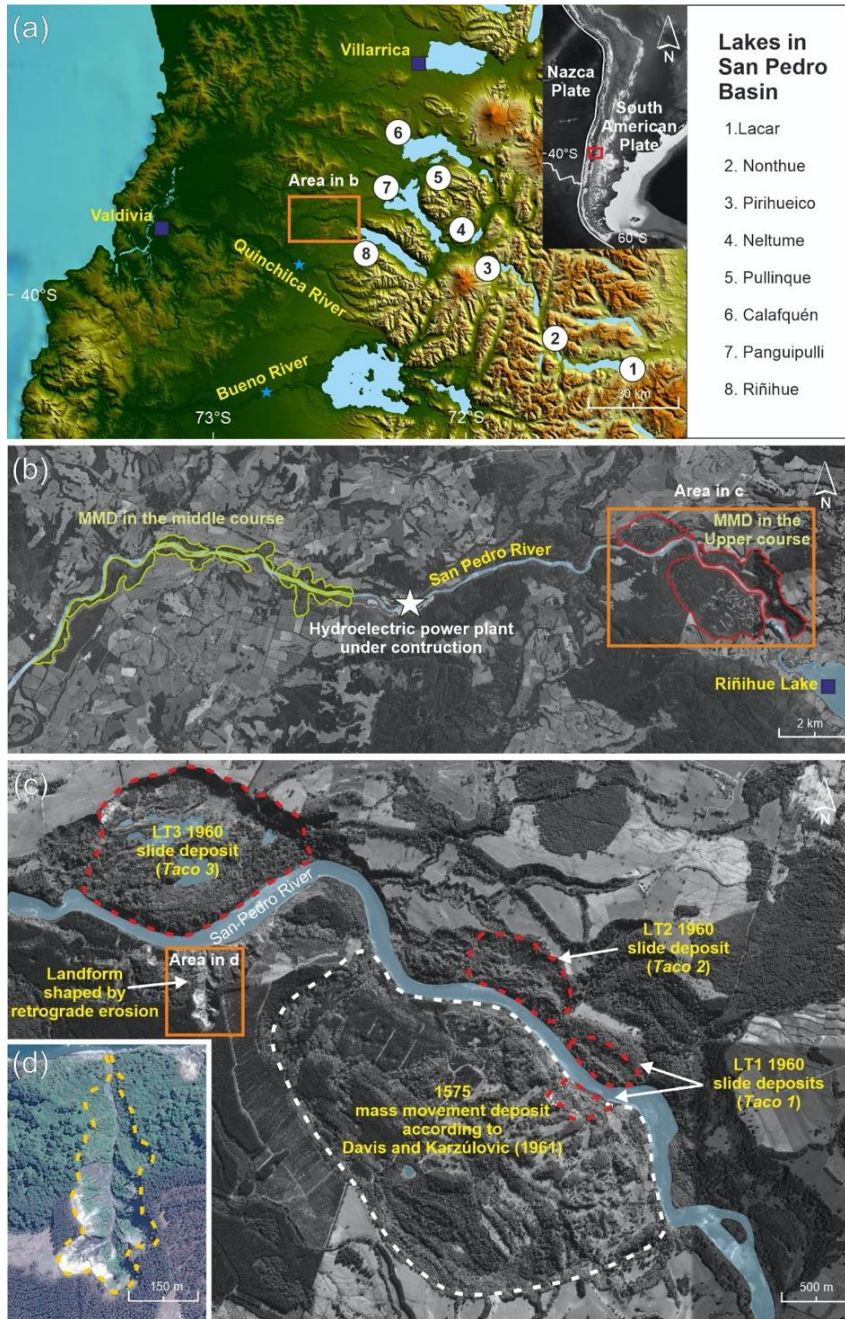 (a)
Villarrica
Nazca
Plate
South
American
Plate
N
40°S
60°S
Area in b
6
5
7
4
8
3
2
1
Valdivia
Quinchilca River
40°S
Bueno River
73°S
72°S
30 km
Lakes in
San Pedro
Basin
1.Lacar
2. Nonthue
3. Pirihueico
4. Neltume
5. Pullinque
6. Calafquén
7. Panguipulli
8. Riñihue
(b)
MMD in the middle course
San Pedro River
Hydroelectric power plant
under contruction
Area in c
N
MMD in the
Upper course
Riñihue Lake
2 km
(c)
N
LT3 1960
slide deposit
(Taco 3)
San-Pedro River
Area in d
Landform
shaped by
retrograde erosion
LT2 1960
slide deposit
(Taco 2)
LT1 1960
slide deposits
(Taco 1)
1575
mass movement deposit
according to
Davis and Karzúlovic (1961)
500 m
(d)
150 m